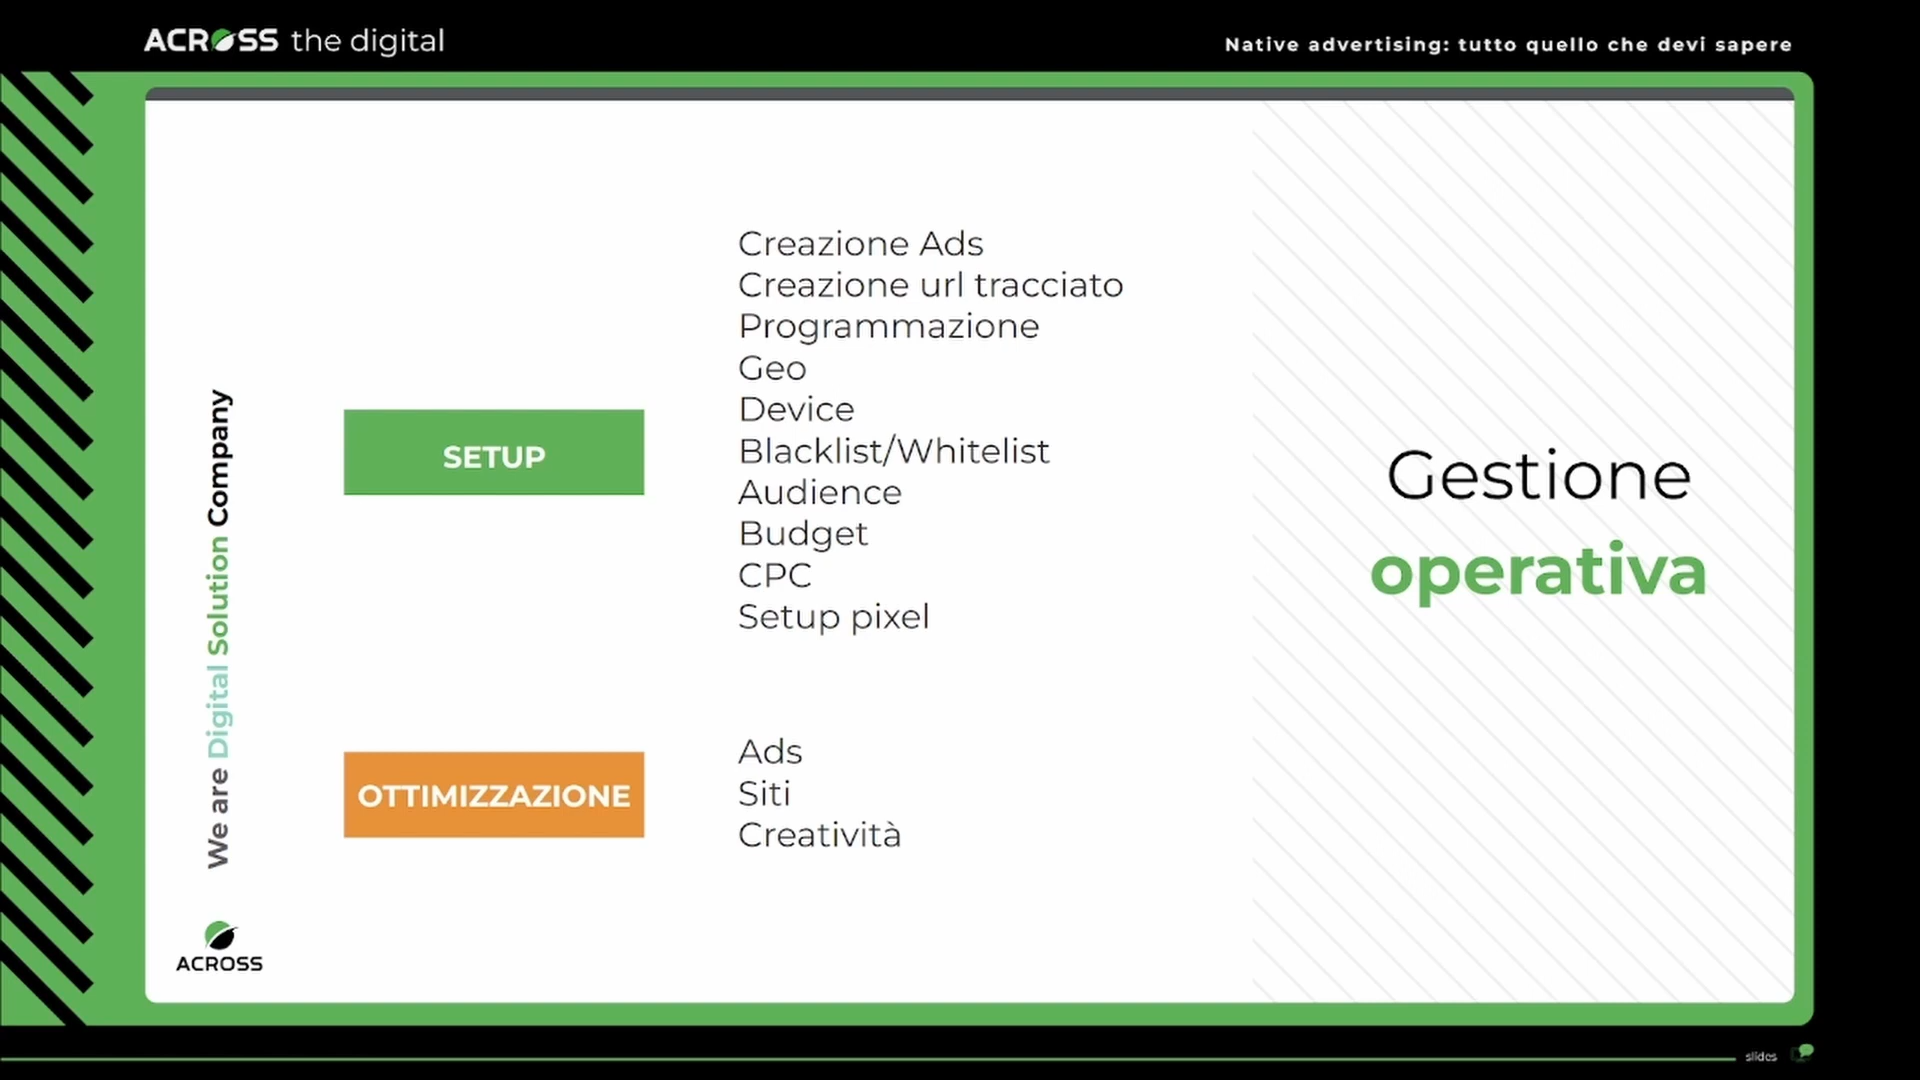 ACROSS the digital
Native advertising: tutto quello che devi sapere
We are Digital Solution Company
ACROSS
SETUP
Creazione Ads
Creazione url tracciato
Programmazione
Geo
Device
Blacklist/Whitelist
Audience
Budget
CPC
Setup pixel
OTTIMIZZAZIONE
Ads
Siti
Creatività
Gestione
operativa
slides